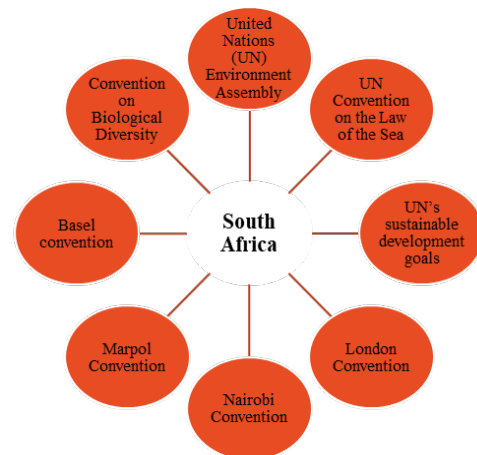 United
Nations
(UN)
Environment
Assembly
UN
Convention
on the Law
of the Sea
UN's
sustainable
development
goals
London
Convention
Nairobi
Convention
Marpol
Convention
Basel
convention
Convention
on
Biological
Diversity
South
Africa